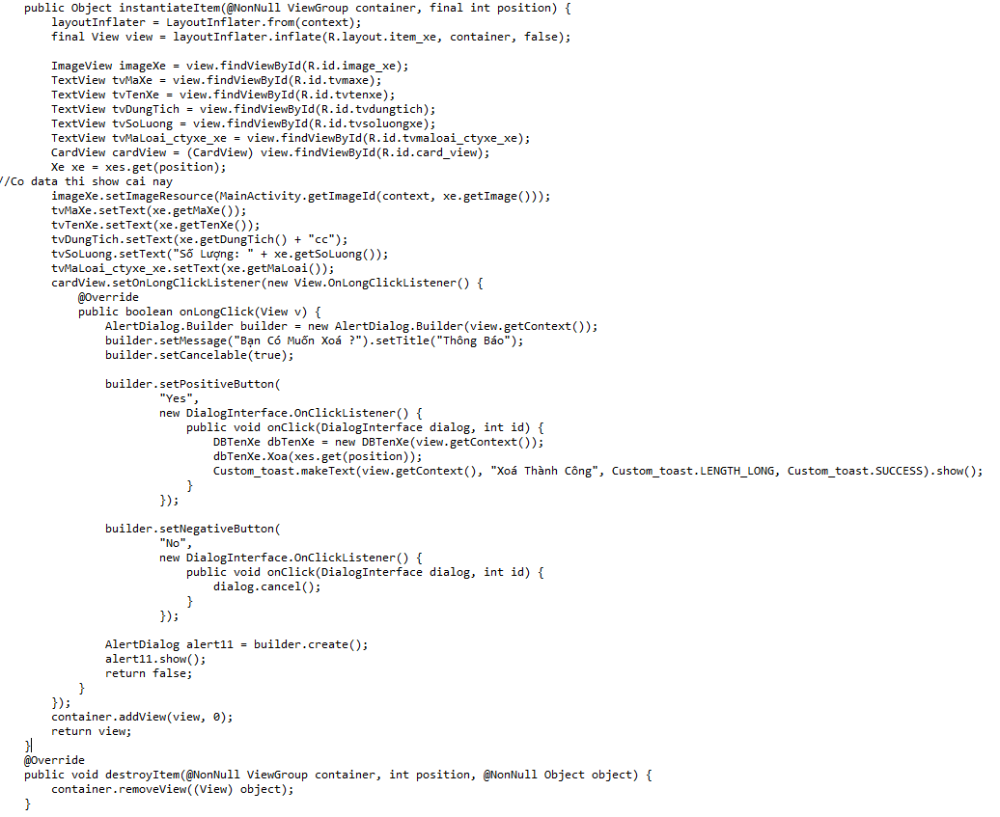 public Object instantiateItem(@NonNull ViewGroup container, final int position) {
layoutInflater = LayoutInflater.from(context);
final View view = layoutInflater.inflate(R.layout.item_xe, container, false);
ImageView imageXe = view.findViewById(R.id.image_xe);
TextView tvMaXe = view.findViewById(R.id.tvmaxe);
TextView tvTenXe = view.findViewById(R.id.tvtenxe);
TextView tvDungTich = view.findViewById(R.id.tvdungtich);
TextView tvSoLuong = view.findViewById(R.id.tvsoluongxe);
TextView tvMaLoai_ctyxe_xe = view.findViewById(R.id.tvmaloai_ctyxe_xe);
CardView cardView = (CardView) view.findViewById(R.id.card_view);
Xe xe = xes.get(position);
//Co data thi show cai nay
imageXe.setImageResource(MainActivity.getImageId(context, xe.getImage()));
tvMaXe.setText(xe.getMaXe());
tvTenXe.setText(xe.getTenXe());
tvDungTich.setText(xe.getDungTich() + "cc");
tvSoLuong.setText("Số Lượng: " + xe.getSoLuong());
tvMaLoai_ctyxe_xe.setText(xe.getMaLoai());
cardView.setOnLongClickListener(new View.OnLongClickListener() {
@Override
public boolean onLongClick(View v) {
AlertDialog.Builder builder = new AlertDialog.Builder(view.getContext());
builder.setMessage("Bạn Có Muốn Xoá ?").setTitle("Thông Báo");
builder.setCancelable(true);
builder.setPositiveButton(
"Yes",
new DialogInterface.OnClickListener() {
public void onClick(DialogInterface dialog, int id) {
DBTenXe dbTenXe = new DBTenXe(view.getContext());
dbTenXe.Xoa(xes.get(position));
Custom_toast.makeText(view.getContext(), "Xoá Thành Công", Custom_toast.LENGTH_LONG, Custom_toast.SUCCESS).show();
}
});
builder.setNegativeButton(
"No",
new DialogInterface.OnClickListener() {
public void onClick(DialogInterface dialog, int id) {
dialog.cancel();
}
});
AlertDialog alert11 = builder.create();
alert11.show();
return false;
}
});
container.addView(view, 0);
return view;
}
@Override
public void destroyItem(@NonNull ViewGroup container, int position, @NonNull Object object) {
container.removeView((View) object);
}